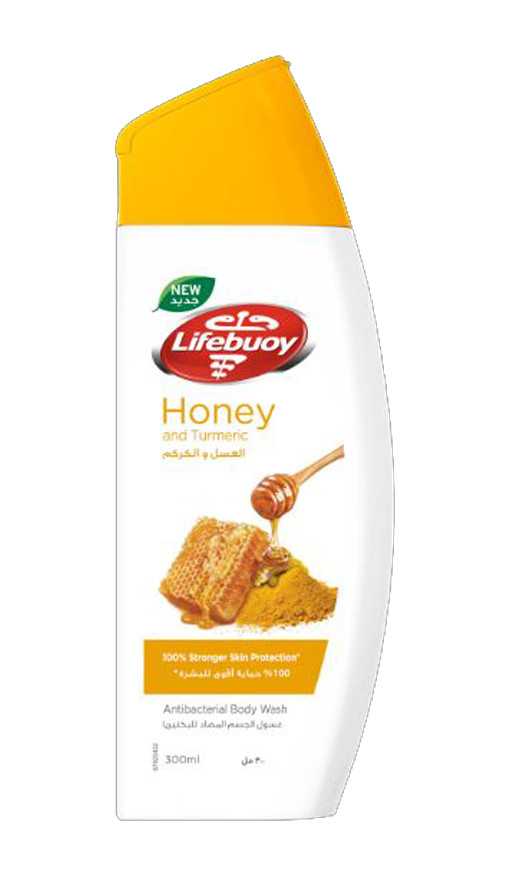 NEW
جديد
Lifebuoy
Honey
and Turmeric
العسل و الكركم
100% Stronger Skin Protection*
100% حماية أقوى للبشرة*
Antibacterial Body Wash
غسول الجسم المضاد للبكتيريا
300ml
٣٠٠ مل